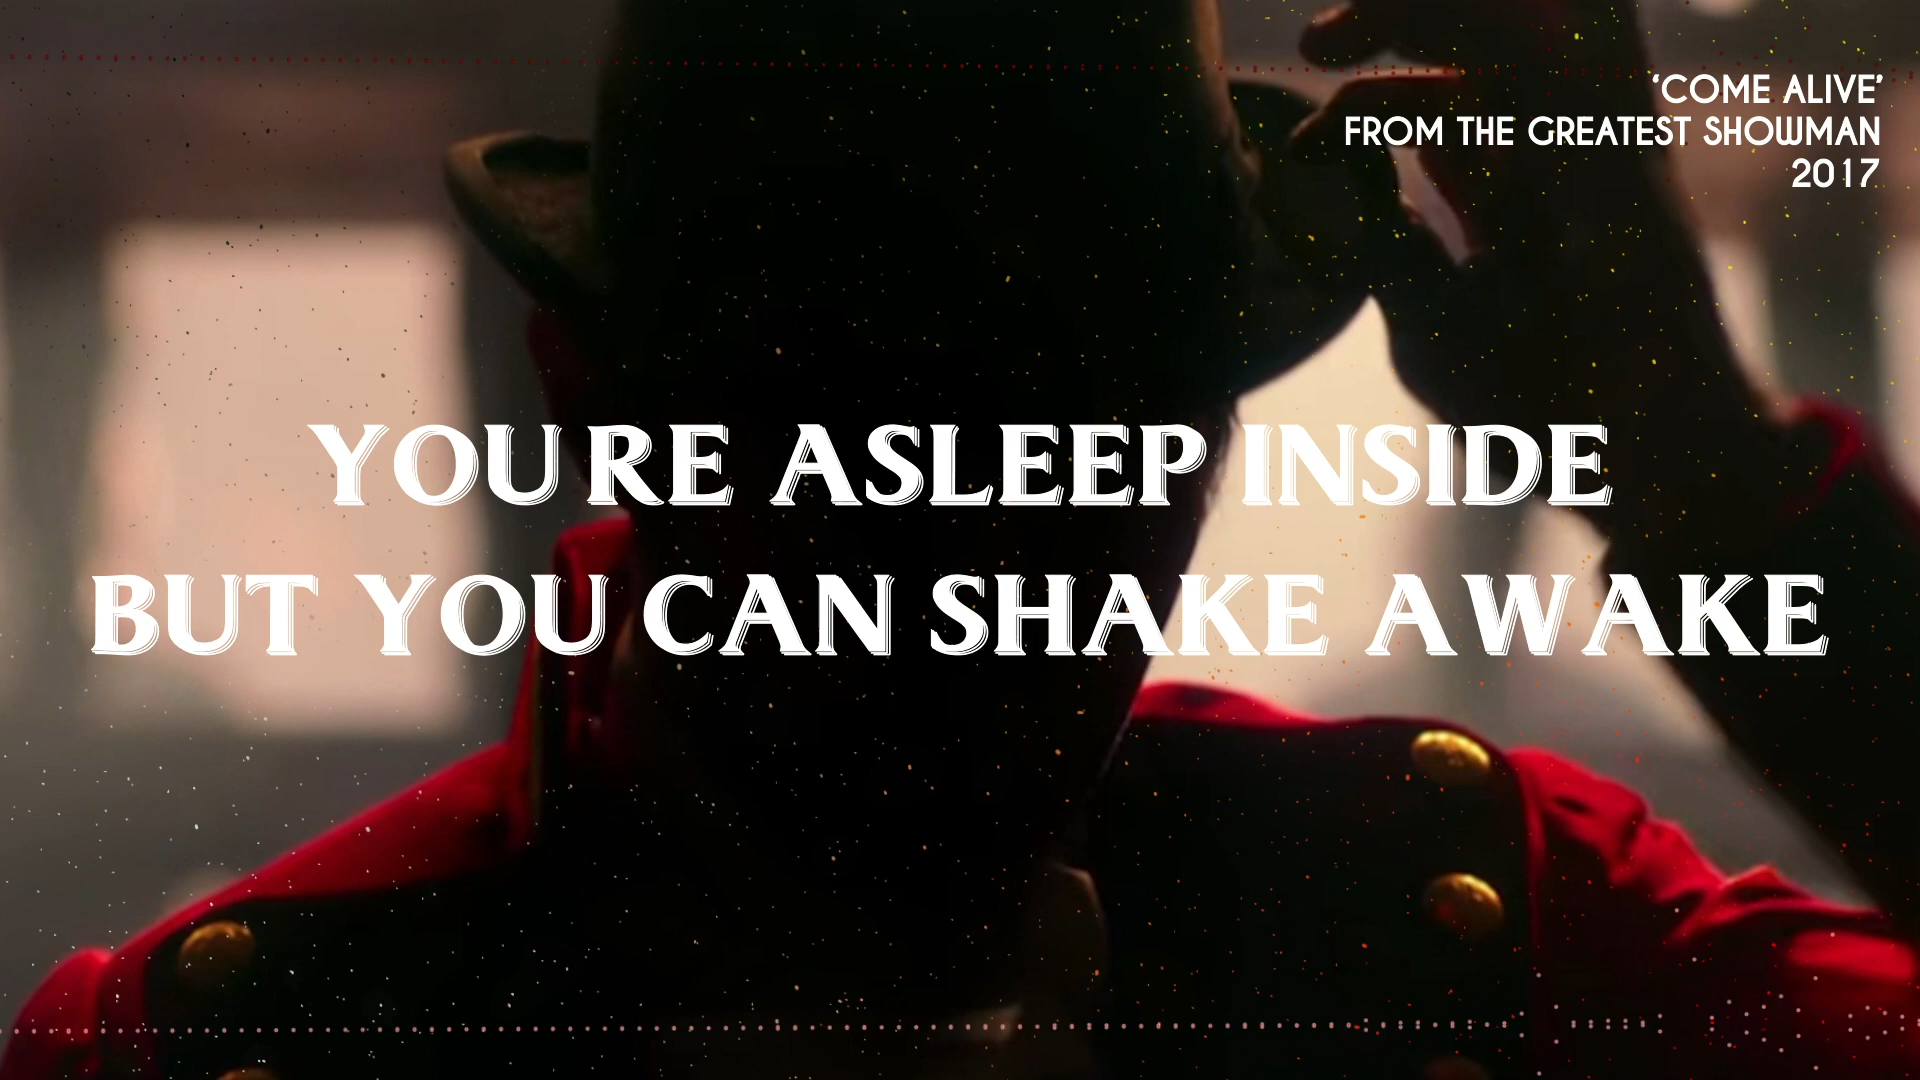 ‘COME ALIVE’
FROM THE GREATEST SHOWMAN
2017
YOU RE ASLEEP INSIDE
BUT YOU CAN SHAKE AWAKE